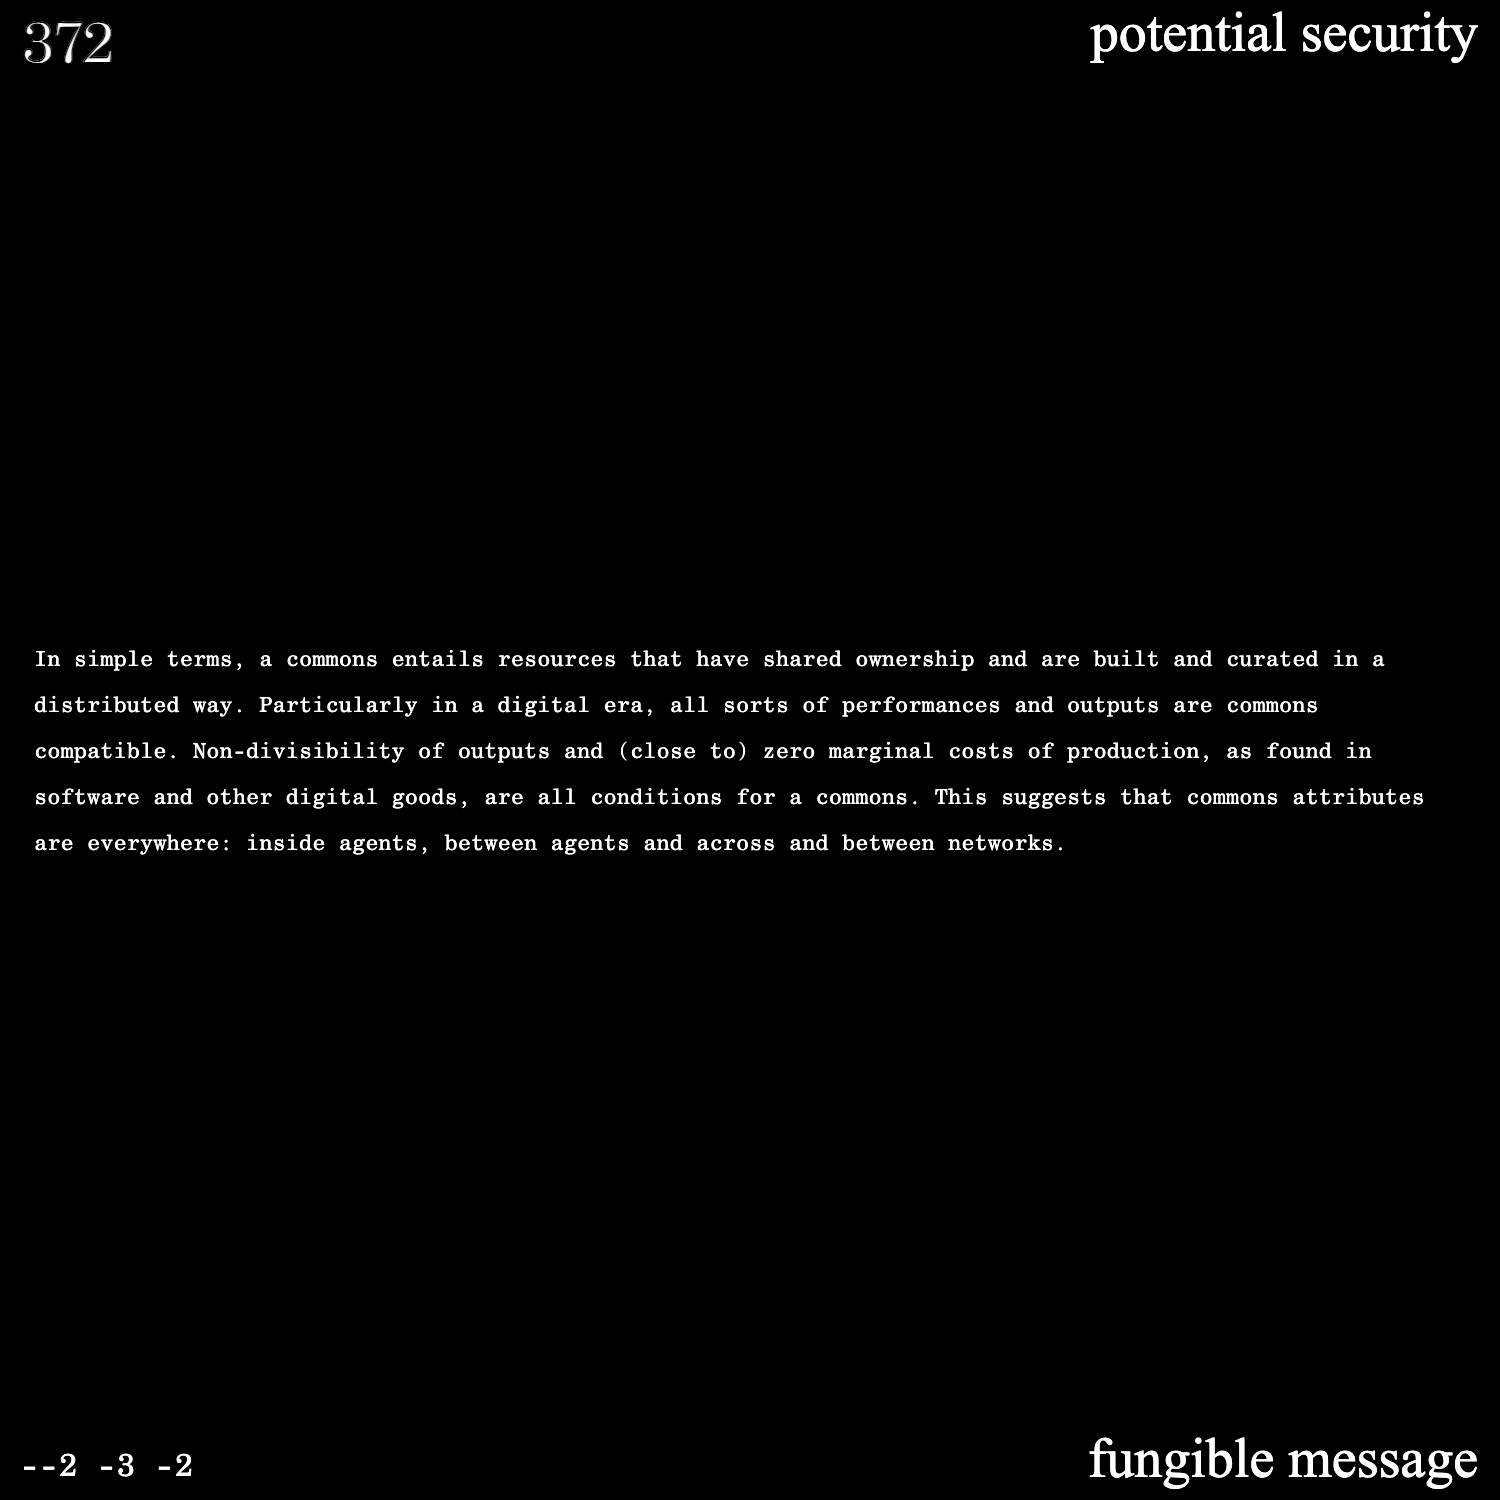 372
potential security
In simple terms, a commons entails resources that have shared ownership and are built and curated in a
distributed way. Particularly in a digital era, all sorts of performances and outputs are commons
compatible. Non-divisibility of outputs and (close to) zero marginal costs of production, as found in
software and other digital goods, are all conditions for a commons. This suggests that commons attributes
are everywhere: inside agents, between agents and across and between networks.
--2 -3 -2
fungible message